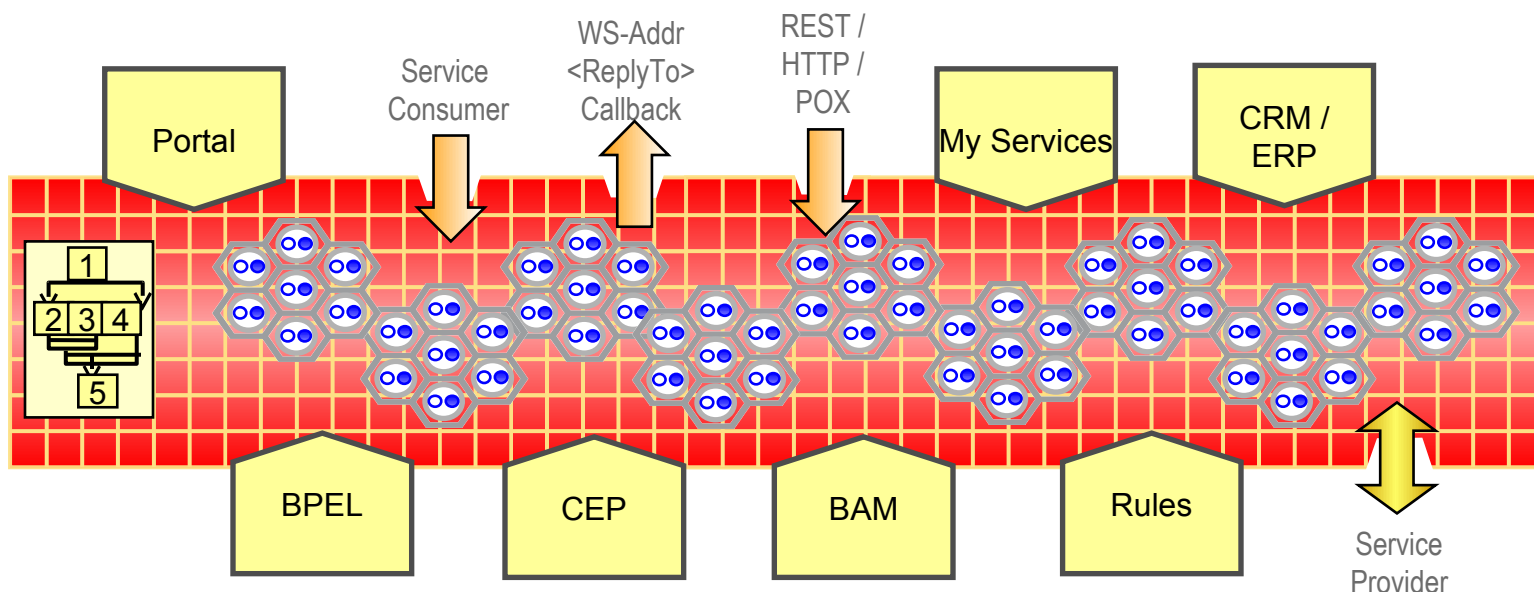 WS-Addr
<ReplyTo>
Callback
REST /
HTTP /
POX
Service
Consumer
Portal
My Services
CRM /
ERP
1
2 3 4
5
BPEL
CEP
BAM
Rules
Service
Provider